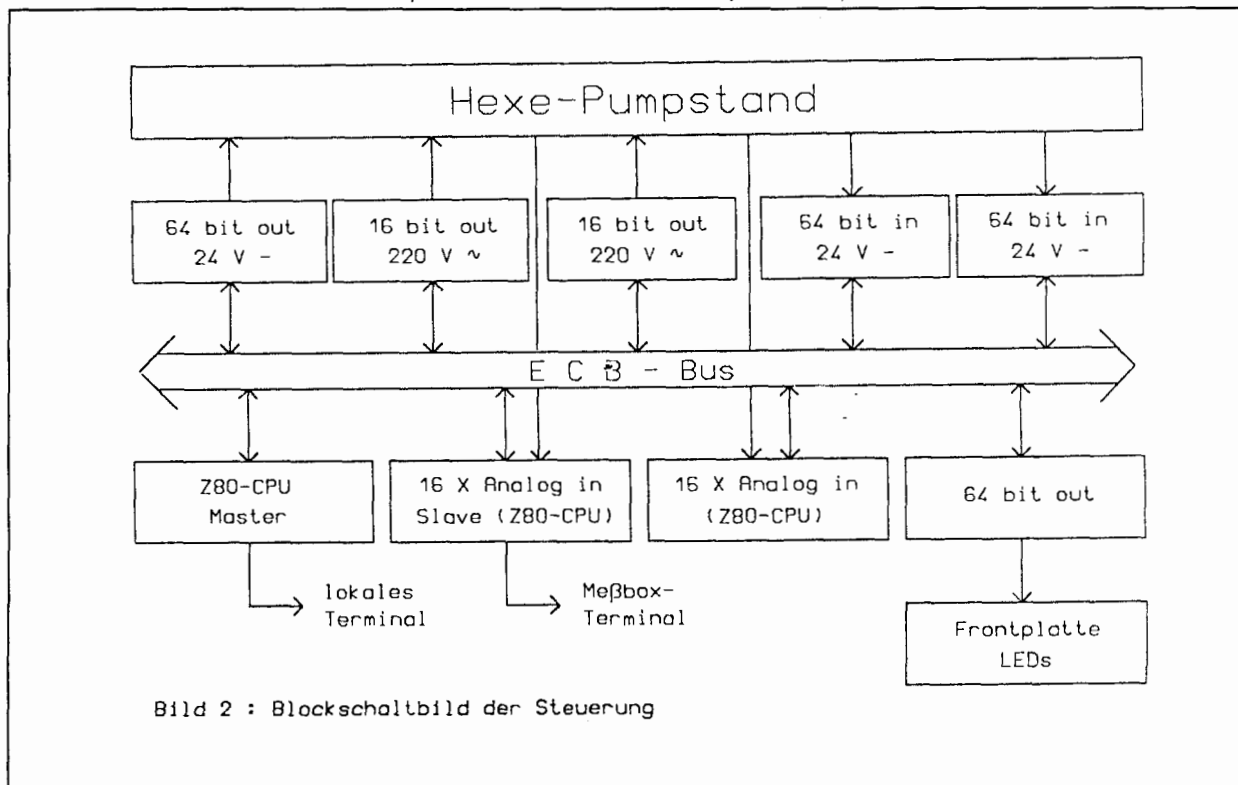 Hexe-Pumpstand
64 bit out
24 V -
16 bit out
220 V ~
16 bit out
220 V ~
64 bit in
24 V -
64 bit in
24 V -
E C B - Bus
Z80-CPU
Master
16 X Analog in
Slave (Z80-CPU)
16 X Analog in
(Z80-CPU)
64 bit out
lokales
Terminal
Meβbox-
Terminal
Frontplatte
LEDs
Bild 2 : Blockschaltbild der Steuerung